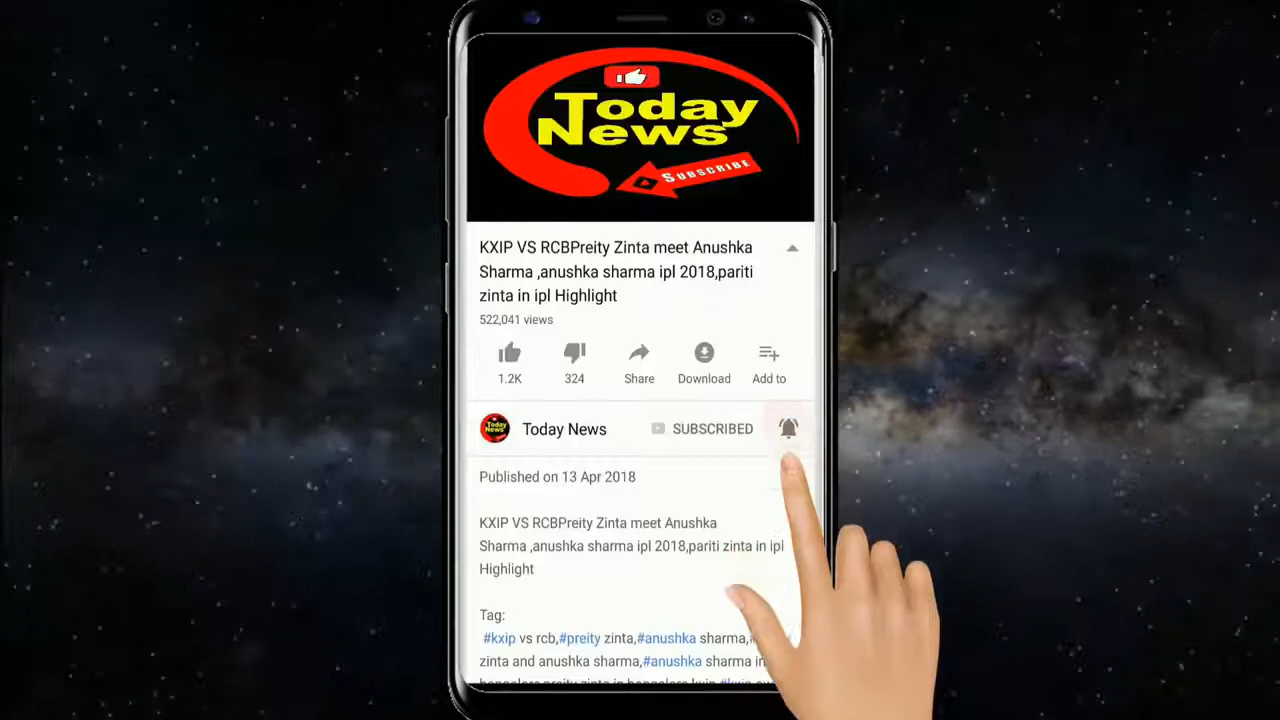 Today
News
SUBSCRIBE
KXIP VS RCBPreity Zinta meet Anushka
Sharma ,anushka sharma ipl 2018,pariti
zinta in ipl Highlight
522,041 views
1.2K 324 Share Download Add to
Today News SUBSCRIBED
Published on 13 Apr 2018
KXIP VS RCBPreity Zinta meet Anushka
Sharma ,anushka sharma ipl 2018,pariti zinta in ipl
Highlight
Tag:
#kxip vs rcb,#preity zinta,#anushka sharma,
zinta and anushka sharma,#anushka sharma in